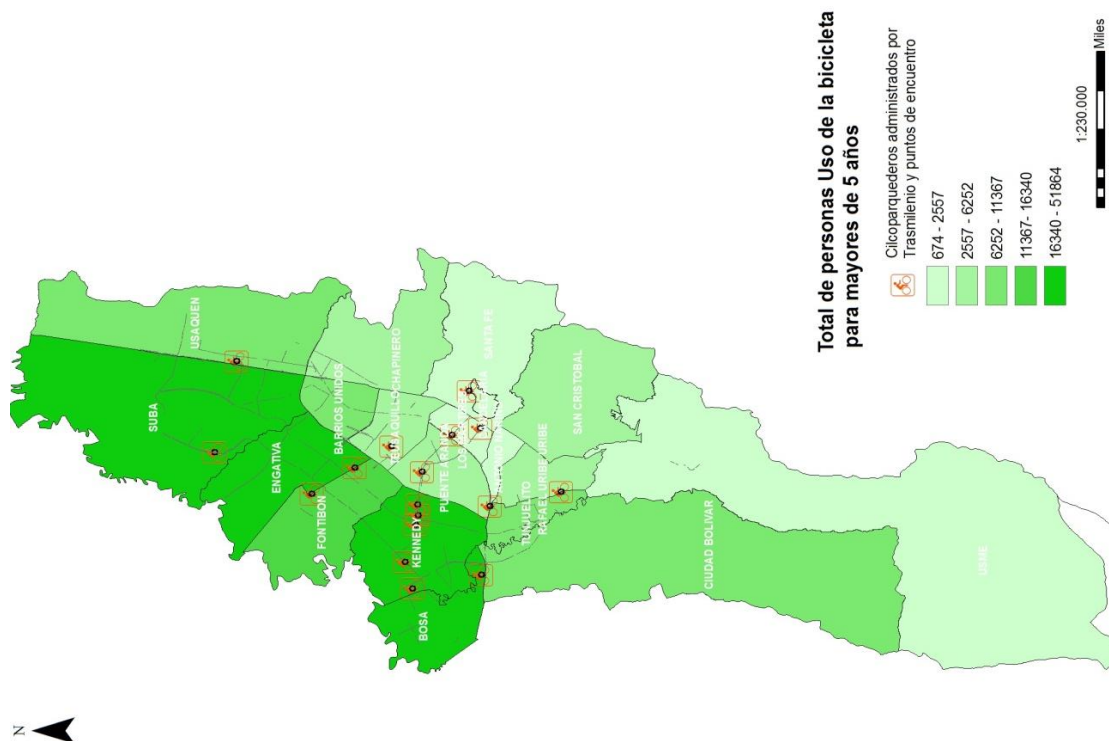 N
USAQUEN
SUBA
ENGATIVA
BARRIOS UNIDOS
CHAPINERO
FONTIBON
PUENTE ARANDA
SANTA FE
KENNEDY
BOSA
TUNJUELITO
RAFAEL URIBE URIBE
SAN CRISTOBAL
CIUDAD BOLIVAR
USME
Total de personas Uso de la bicicleta
para mayores de 5 años
Cilcoparquederos administrados por
Trasmilenio y puntos de encuentro
674 - 2557
2557 - 6252
6252 - 11367
11367- 16340
16340 - 51864
1:230.000
Miles